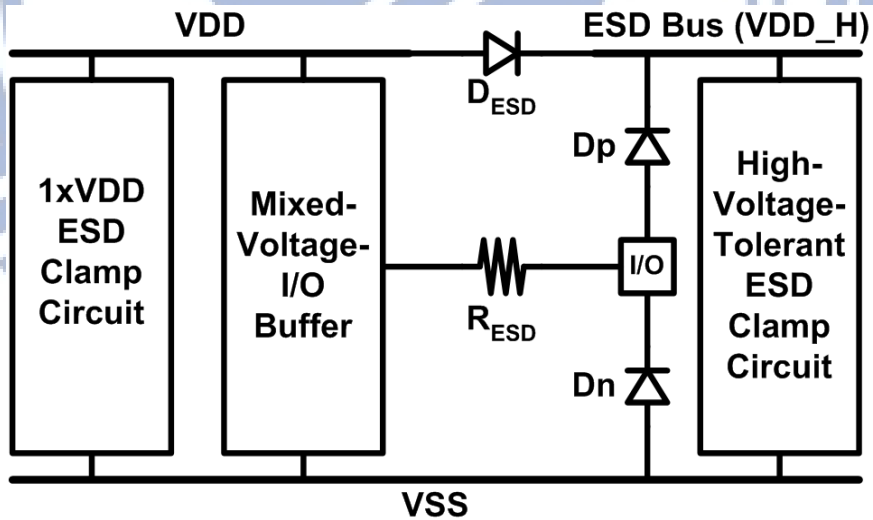 VDD
ESD Bus (VDD_H)
DESD
Dp
1xVDD
ESD
Clamp
Circuit
Mixed-
Voltage-
I/O
Buffer
RESD
I/O
Dn
High-
Voltage-
Tolerant
ESD
Clamp
Circuit
VSS